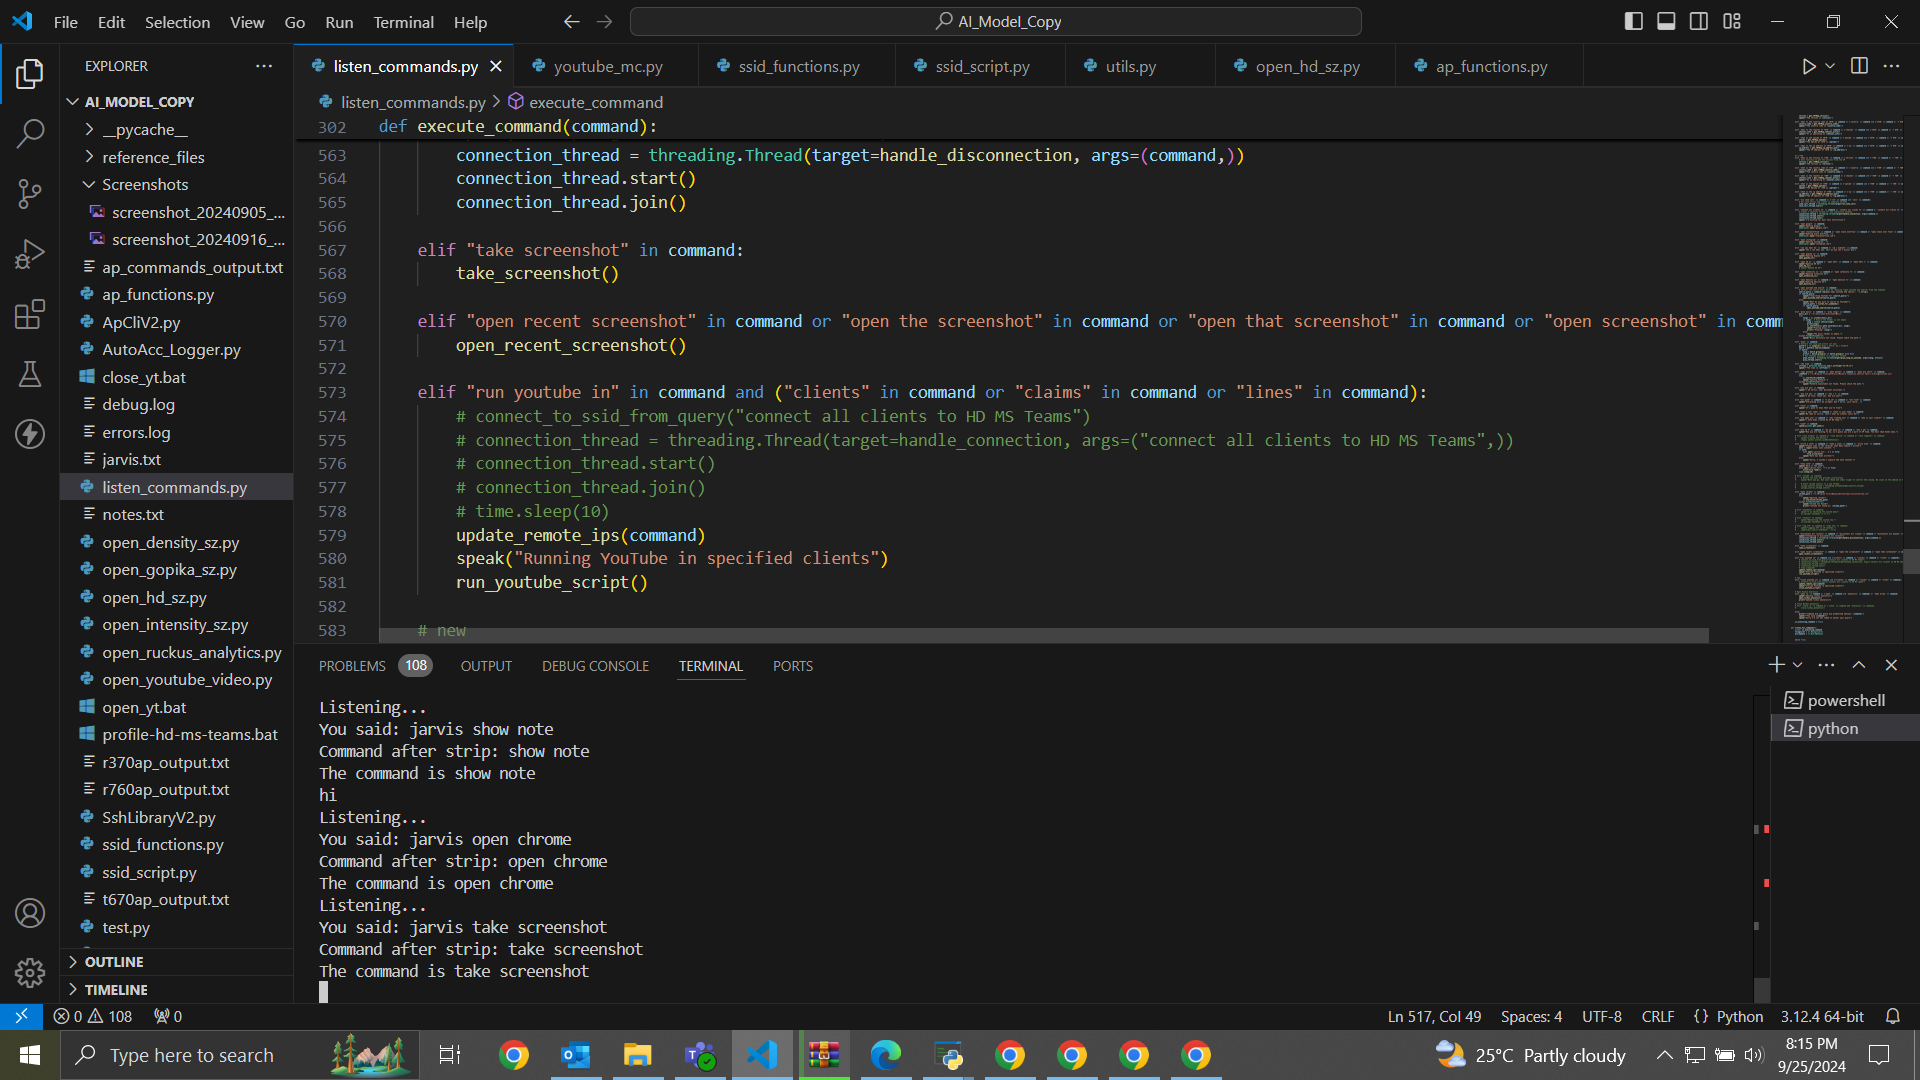 File Edit Selection View Go Run Terminal Help
AI_Model_Copy
EXPLORER
AI_MODEL_COPY
__pycache__
reference_files
Screenshots
screenshot_20240905_...
screenshot_20240916_...
ap_commands_output.txt
ap_functions.py
ApCliV2.py
AutoAcc_Logger.py
close_yt.bat
debug.log
errors.log
jarvis.txt
listen_commands.py
notes.txt
open_density_sz.py
open_gopika_sz.py
open_hd_sz.py
open_intensity_sz.py
open_ruckus_analytics.py
open_youtube_video.py
open_yt.bat
profile-hd-ms-teams.bat
r370ap_output.txt
r760ap_output.txt
SshLibraryV2.py
ssid_functions.py
ssid_script.py
t670ap_output.txt
test.py
OUTLINE
TIMELINE
listen_commands.py youtube_mc.py ssid_functions.py ssid_script.py utils.py open_hd_sz.py ap_functions.py
listen_commands.py > execute_command
302 def execute_command(command):
563 connection_thread = threading.Thread(target=handle_disconnection, args=(command,))
564 connection_thread.start()
565 connection_thread.join()
566
567 elif "take screenshot" in command:
568 take_screenshot()
569
570 elif "open recent screenshot" in command or "open the screenshot" in command or "open that screenshot" in command or "open screenshot" in comm
571 open_recent_screenshot()
572
573 elif "run youtube in" in command and ("clients" in command or "claims" in command or "lines" in command):
574 # connect_to_ssid_from_query("connect all clients to HD MS Teams")
575 # connection_thread = threading.Thread(target=handle_connection, args=("connect all clients to HD MS Teams",))
576 # connection_thread.start()
577 # connection_thread.join()
578 # time.sleep(10)
579 update_remote_ips(command)
580 speak("Running YouTube in specified clients")
581 run_youtube_script()
582
583 # new
PROBLEMS 108 OUTPUT DEBUG CONSOLE TERMINAL PORTS
Listening...
You said: jarvis show note
Command after strip: show note
The command is show note
hi
Listening...
You said: jarvis open chrome
Command after strip: open chrome
The command is open chrome
Listening...
You said: jarvis take screenshot
Command after strip: take screenshot
The command is take screenshot
powershell
python
0 108 0
Ln 517, Col 49 Spaces: 4 UTF-8 CRLF {} Python 3.12.4 64-bit
Type here to search
25°C Partly cloudy
8:15 PM
9/25/2024